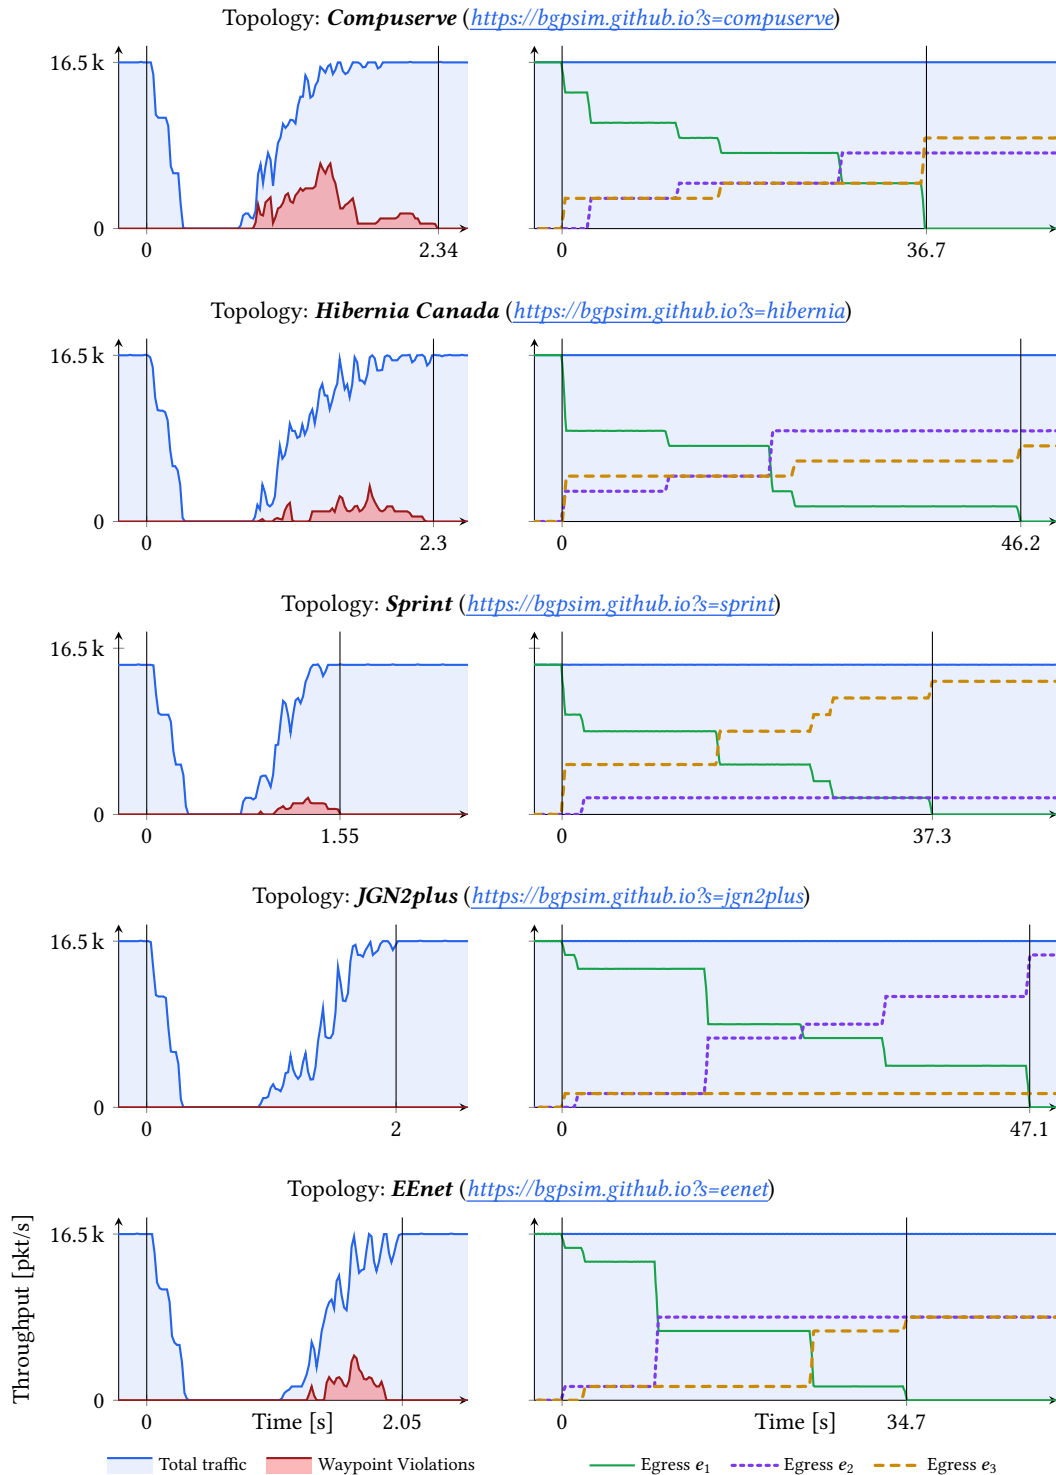 Topology: Compuserve (https://bgpsim.github.io?s=compuserve)
16.5 k
0
0 2.34
0 36.7
Topology: Hibernia Canada (https://bgpsim.github.io?s=hibernia)
16.5 k
0
0 2.3
0 46.2
Topology: Sprint (https://bgpsim.github.io?s=sprint)
16.5 k
0
0 1.55
0 37.3
Topology: JGN2plus (https://bgpsim.github.io?s=jgn2plus)
16.5 k
0
0 2
0 47.1
Topology: EEnet (https://bgpsim.github.io?s=eenet)
Throughput [pkt/s]
16.5 k
0
0 Time [s] 2.05
0 Time [s] 34.7
Total traffic Waypoint Violations
Egress e₁ Egress e₂ Egress e₃